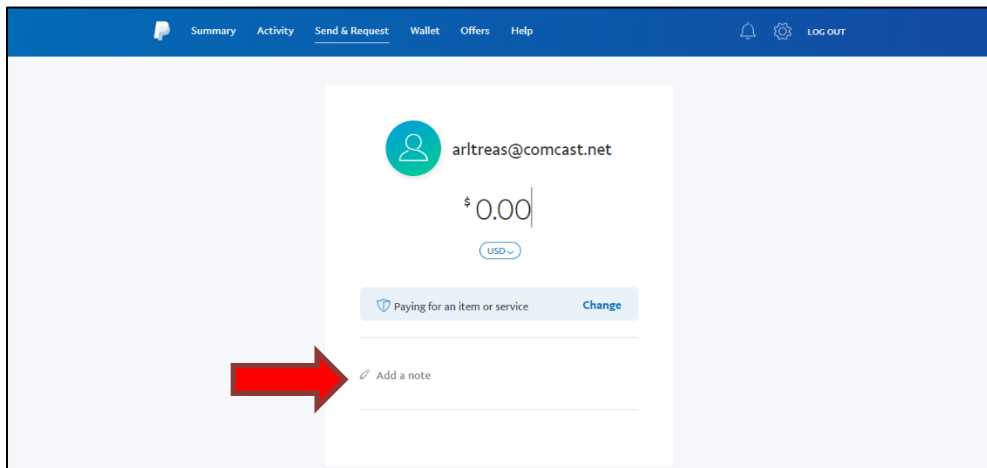 Summary Activity Send & Request Wallet Offers Help LOG OUT
arltreas@comcast.net
$ 0.00
USD
Paying for an item or service Change
Add a note